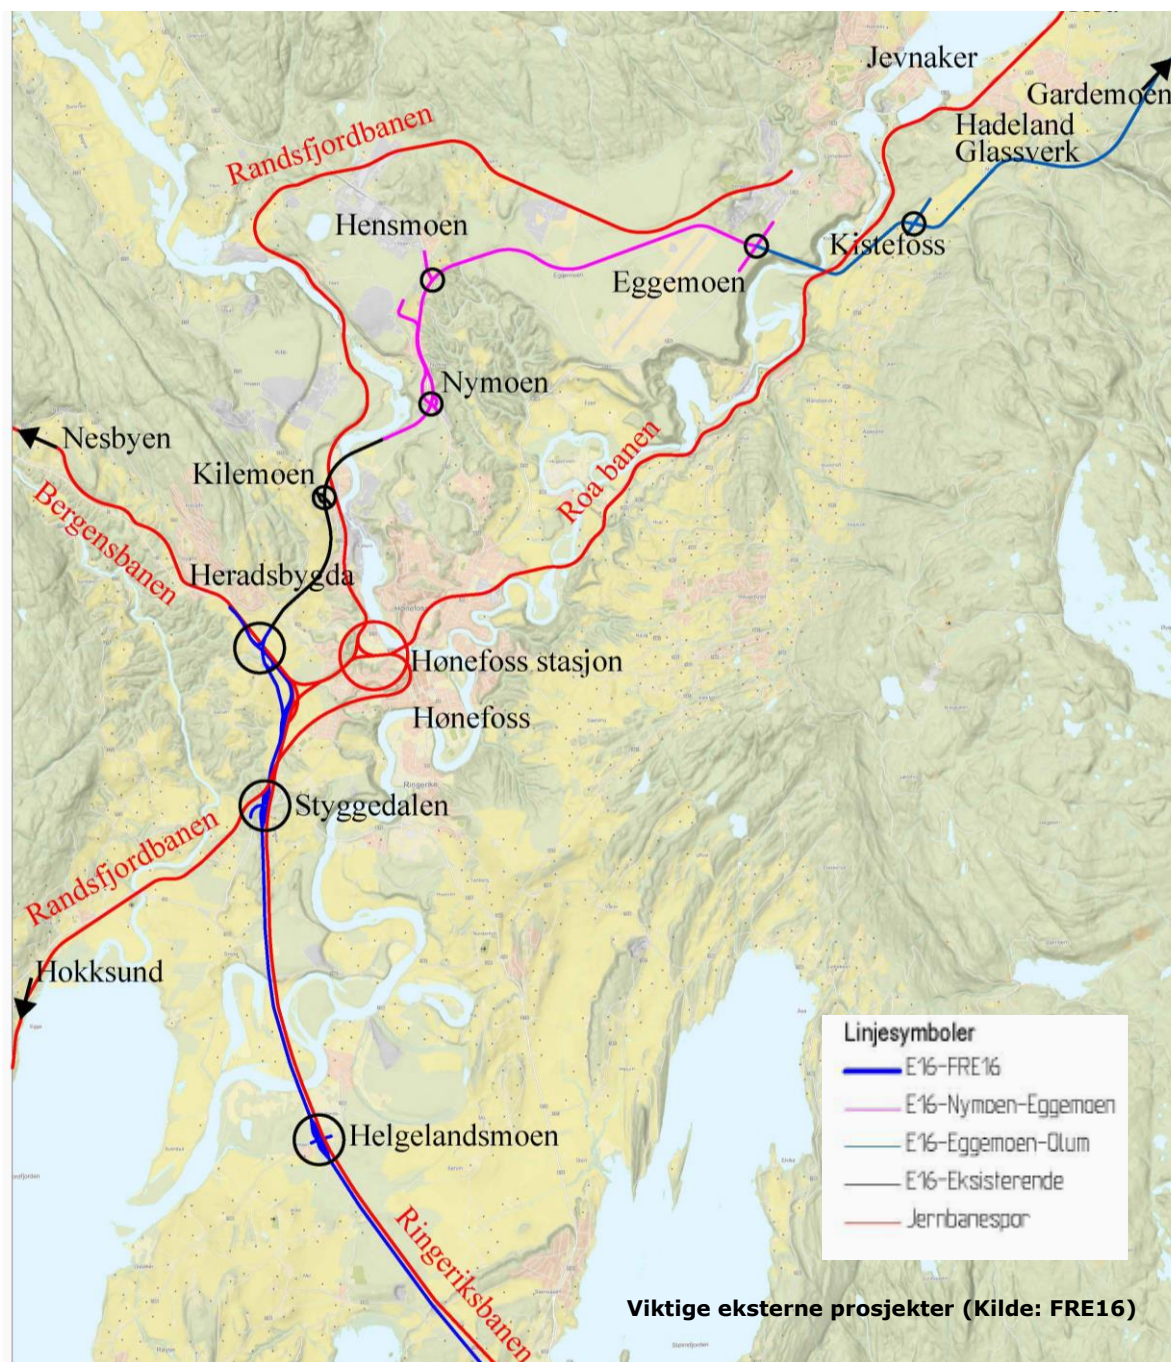 Jevnaker
Gardemoen
Hadeland
Glassverk
Randsfjordbanen
Hensmoen
Kistefoss
Eggemoen
Nymoen
Nesbyen
Kilemoen
Roa banen
Bergensbanen
Heradsbygda
Hønefoss
Hønefoss stasjon
Hønefoss
Ringerike
Styggedalen
Randsfjordbanen
Hokksund
Helgelandsmoen
Ringeriksbanen
Linjesymboler
E16-FRE16
E16-Nymoen-Eggemoen
E16-Eggemoen-Olum
E16-Eksisterende
Jernbanespor
Viktige eksterne prosjekter (Kilde: FRE16)